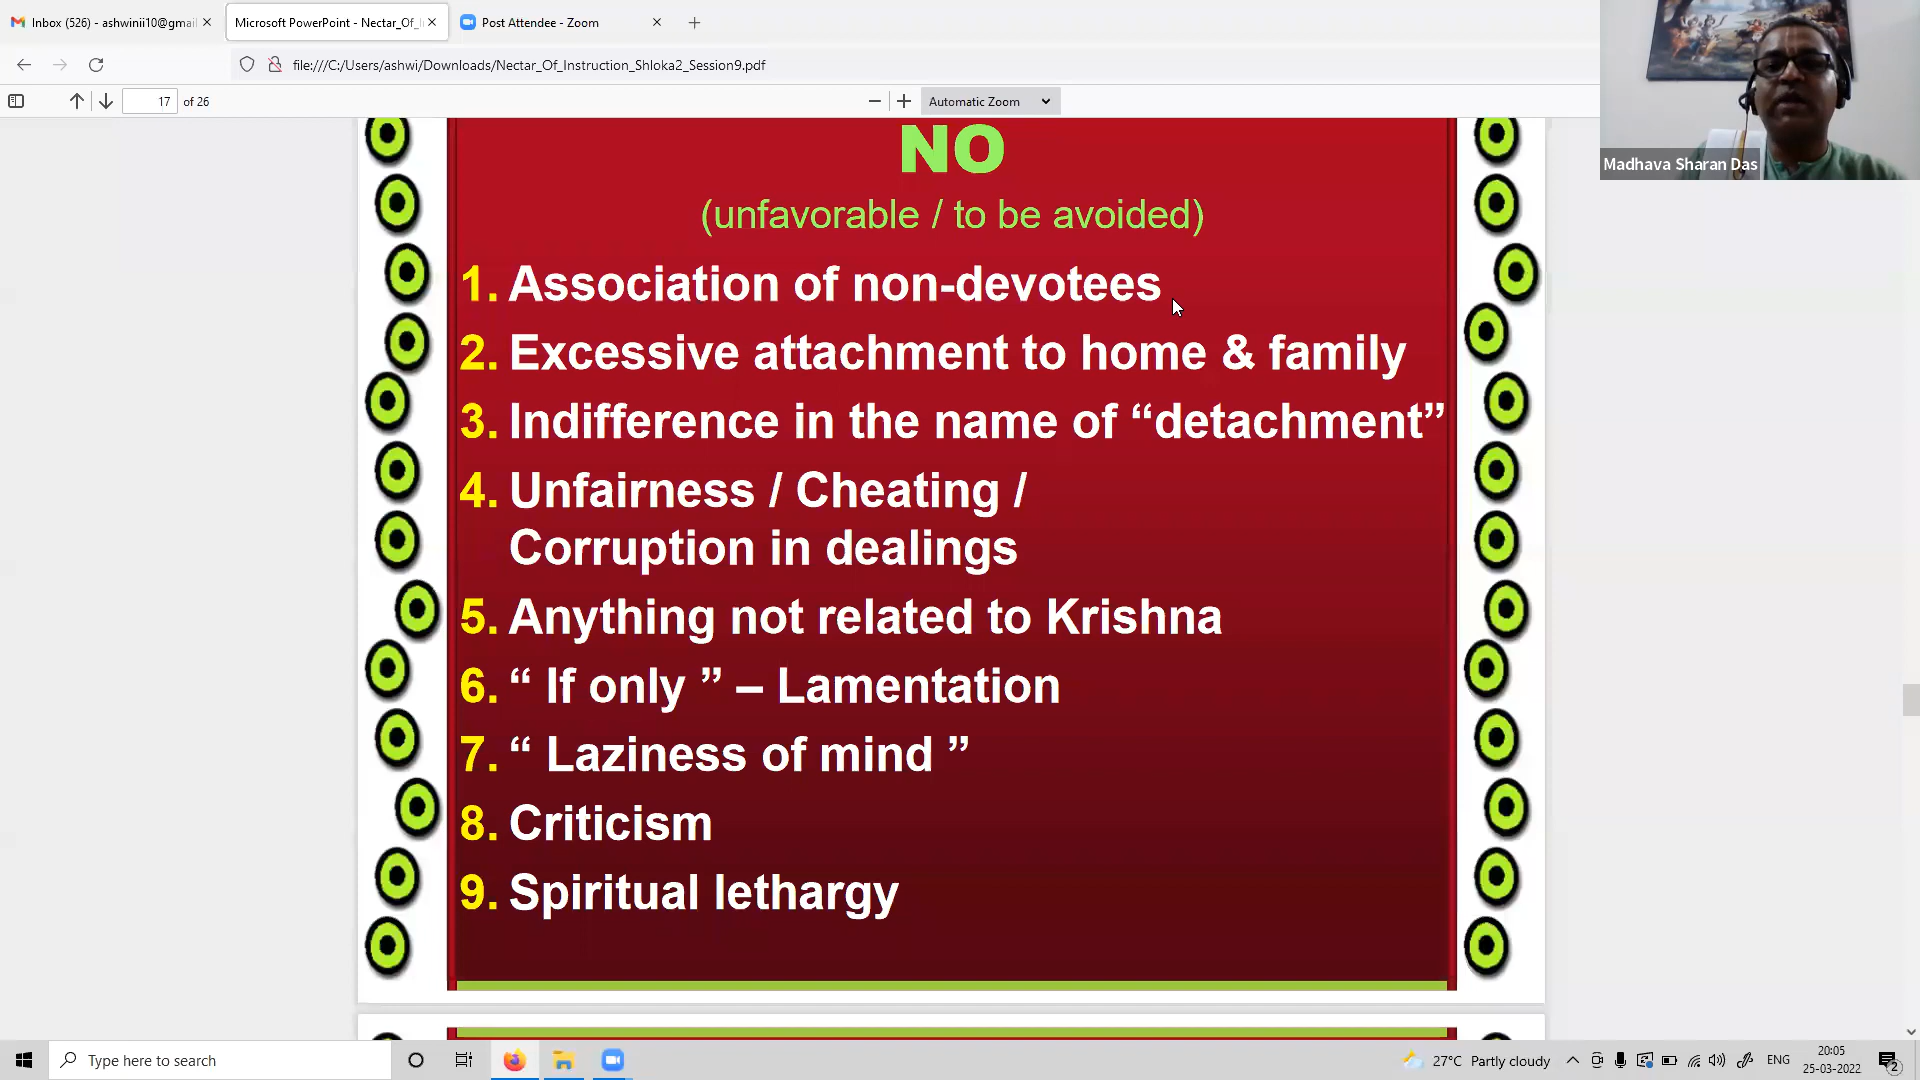 Inbox (526) - ashwinii10@gmai
Microsoft PowerPoint - Nectar_Of_I
Post Attendee - Zoom
file:///C:/Users/ashwi/Downloads/Nectar_Of_Instruction_Shloka2_Session9.pdf
17 of 26
Automatic Zoom
Madhava Sharan Das
NO
(unfavorable / to be avoided)
1. Association of non-devotees
2. Excessive attachment to home & family
3. Indifference in the name of “detachment”
4. Unfairness / Cheating /
Corruption in dealings
5. Anything not related to Krishna
6. “ If only ” – Lamentation
7. “ Laziness of mind ”
8. Criticism
9. Spiritual lethargy
Type here to search
27°C Partly cloudy
ENG
20:05
25-03-2022
2